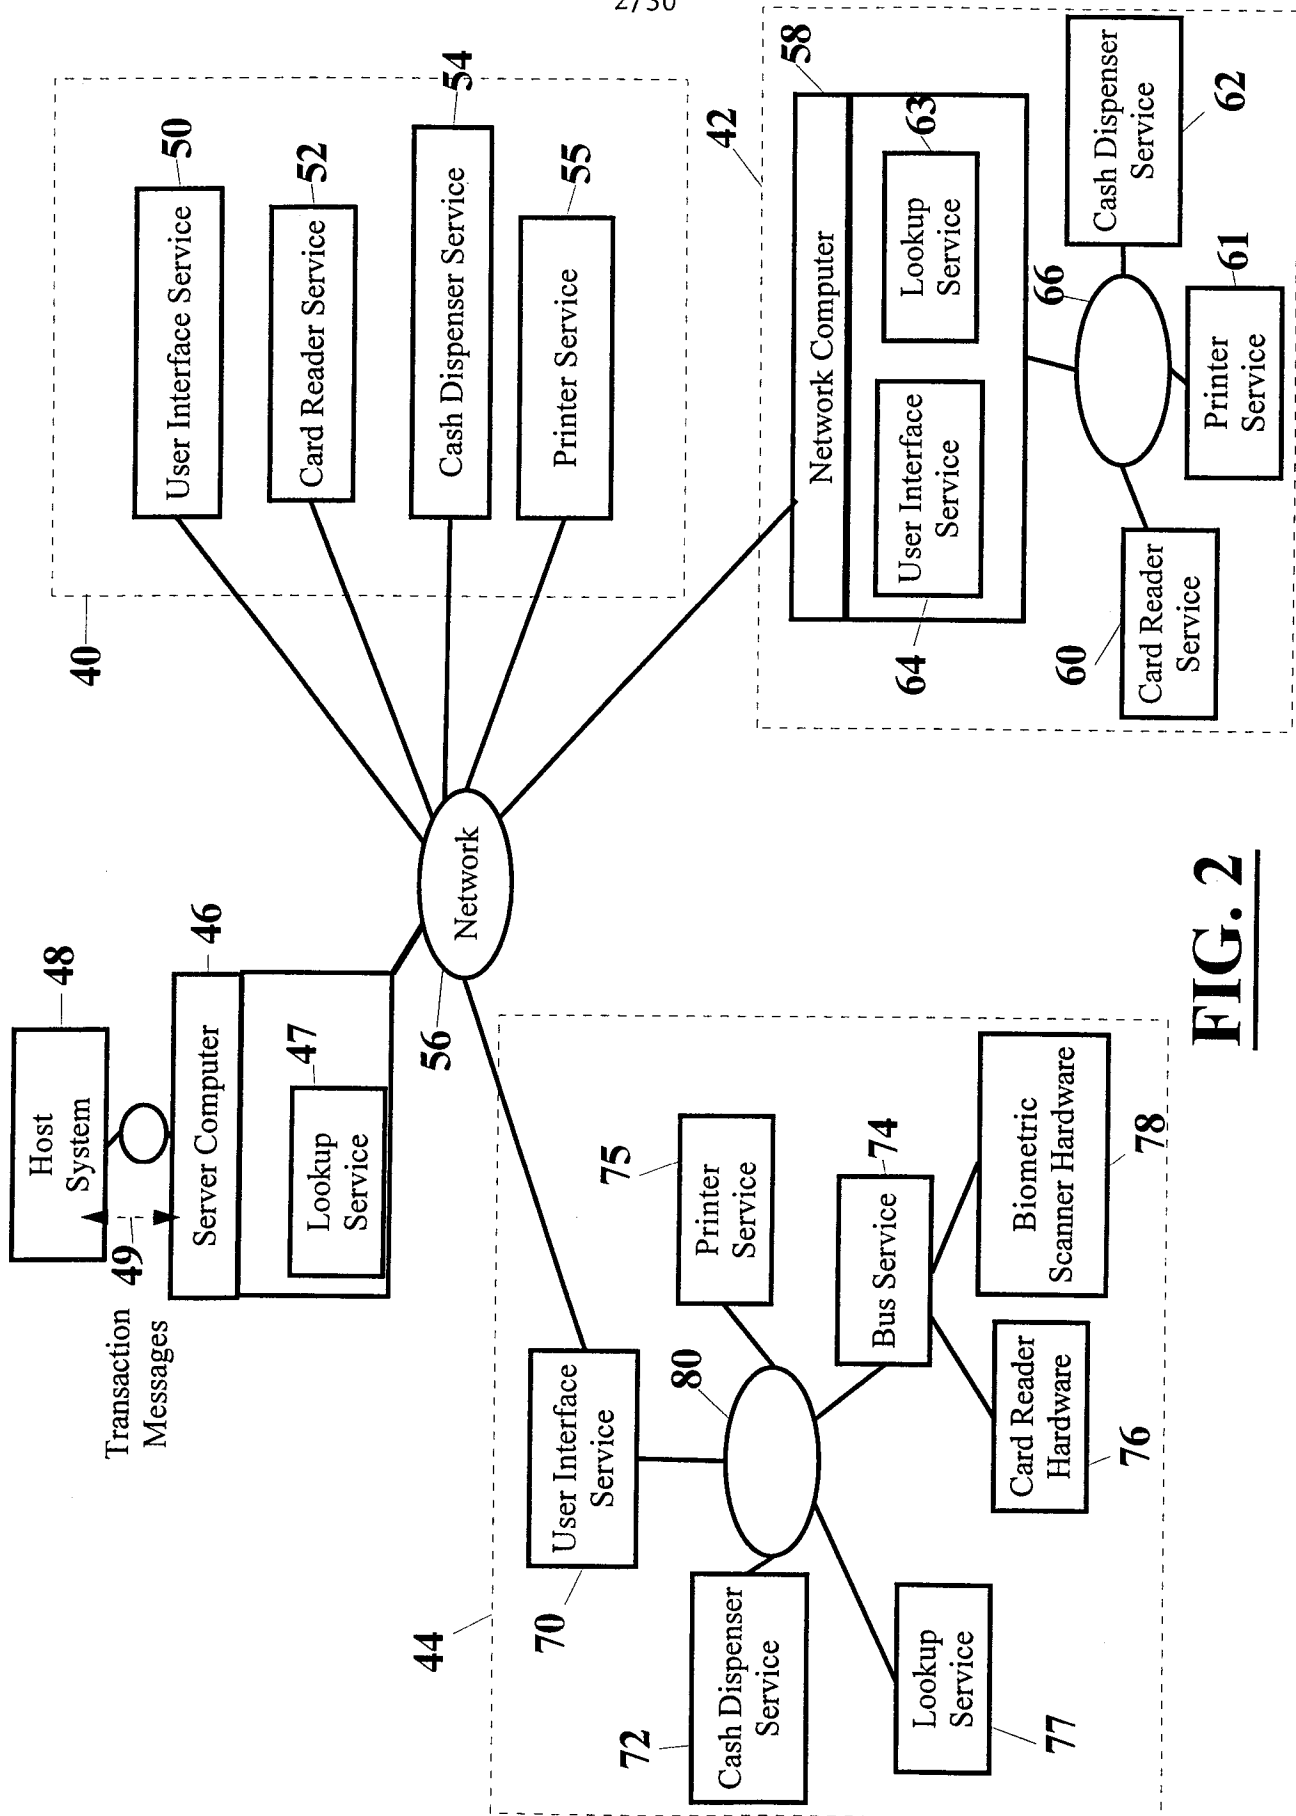 2/30
Host
System
48
49
Transaction
Messages
Server Computer
46
Lookup
Service
47
40
User Interface Service
50
Card Reader Service
52
Cash Dispenser Service
54
Printer Service
55
Network
56
44
User Interface
Service
70
Cash Dispenser
Service
72
80
Printer
Service
75
Bus Service
74
Lookup
Service
77
Card Reader
Hardware
76
Biometric
Scanner Hardware
78
42
Network Computer
58
User Interface
Service
64
Lookup
Service
63
66
Card Reader
Service
60
Printer
Service
61
Cash Dispenser
Service
62
FIG. 2